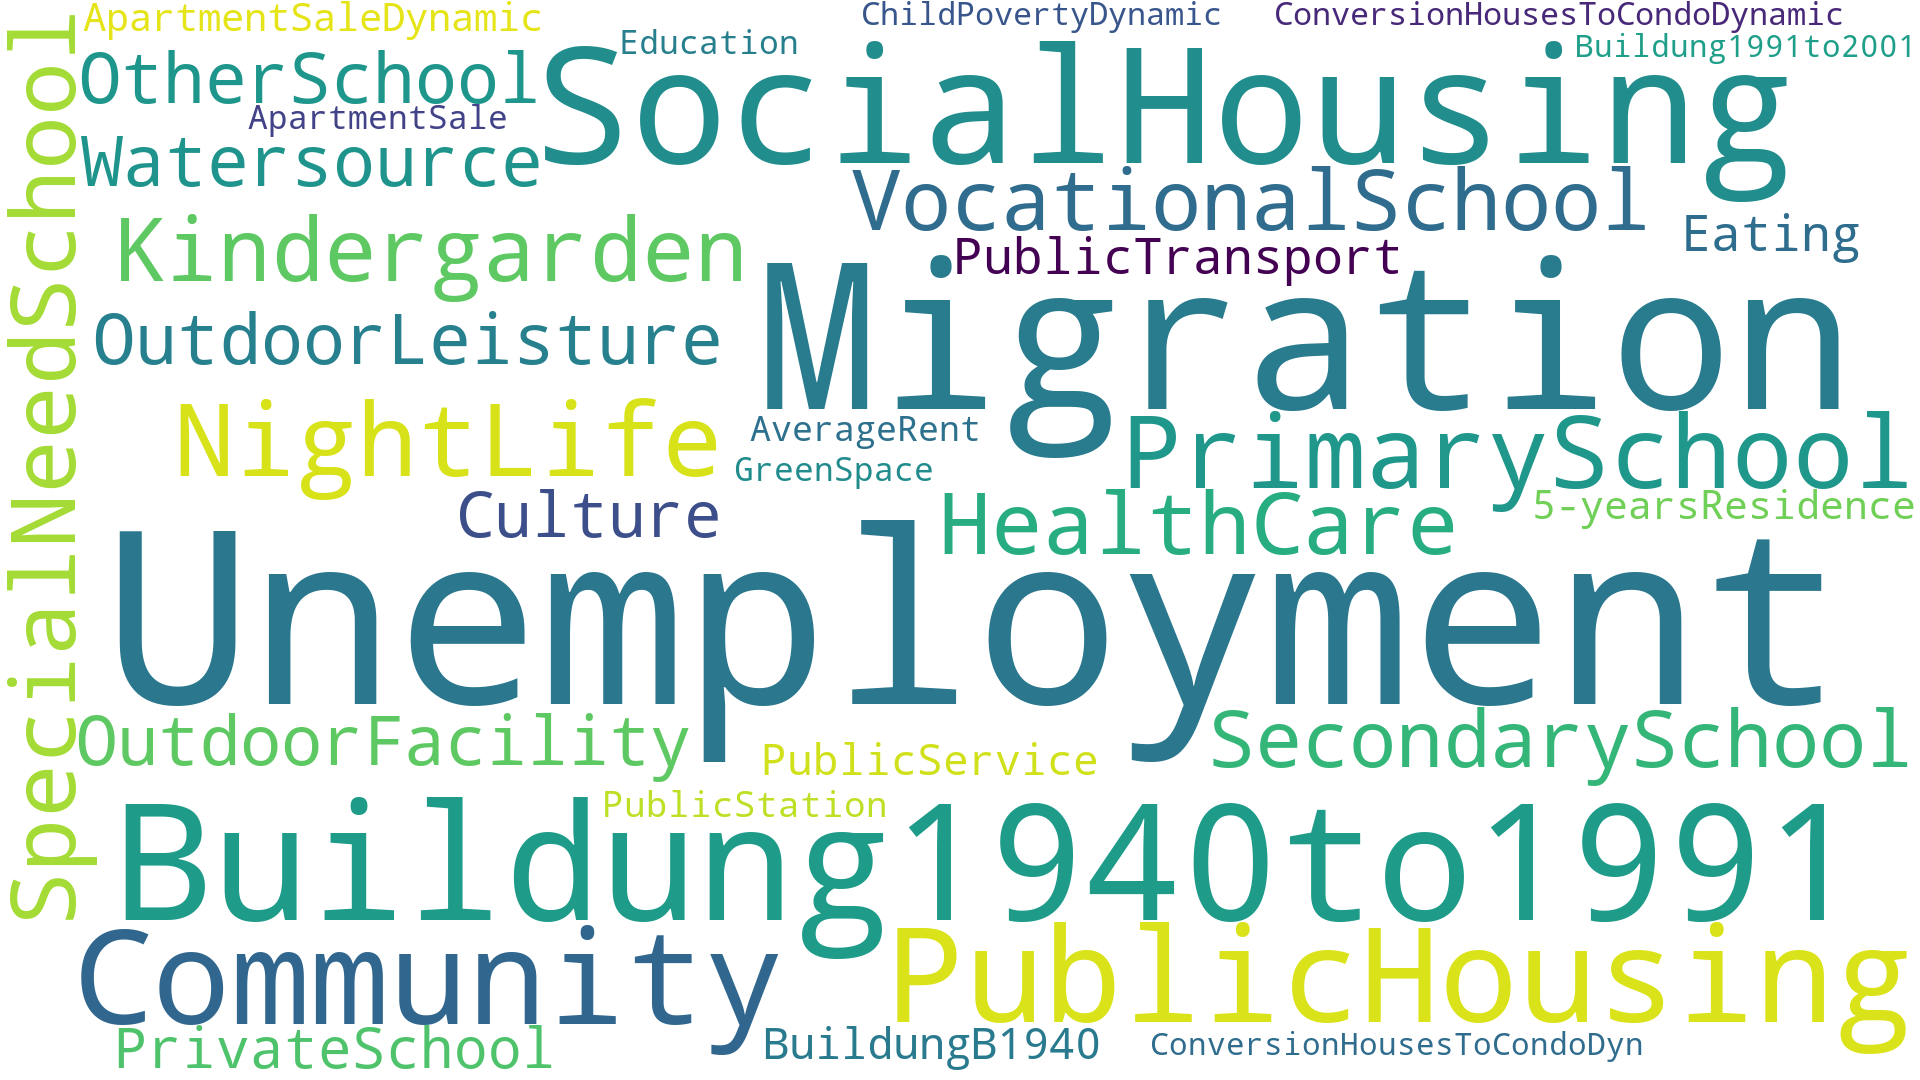 ApartmentSaleDynamic
ChildPovertyDynamic
ConversionHousesToCondoDynamic
Education
Buildung1991to2001
OtherSchool
SocialHousing
ApartmentSale
Watersource
VocationalSchool
Kindergarden
Eating
PublicTransport
OutdoorLeisture
Migration
SpecialNeedSchool
NightLife
AverageRent
PrimarySchool
GreenSpace
Culture
HealthCare
5-yearsResidence
Unemployment
OutdoorFacility
SecondarySchool
PublicService
PublicStation
Buildung1940to1991
Community
PublicHousing
PrivateSchool
BuildungB1940
ConversionHousesToCondoDyn